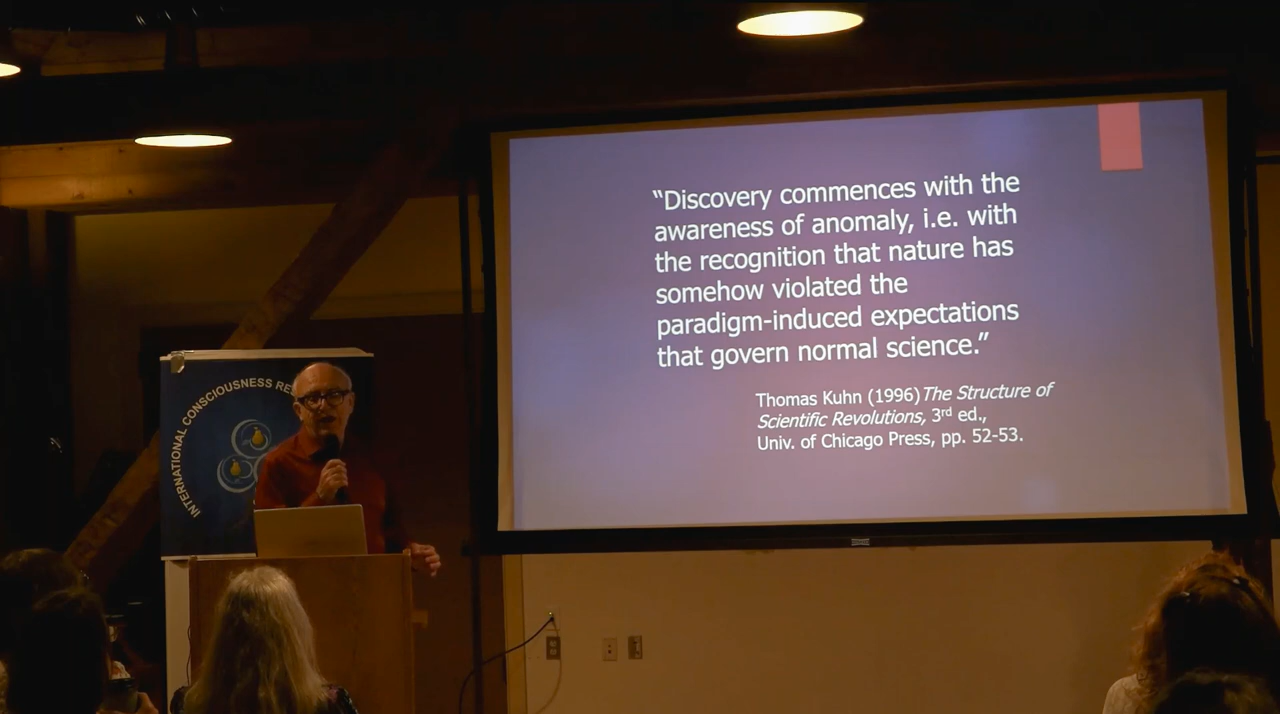 “Discovery commences with the
awareness of anomaly, i.e. with
the recognition that nature has
somehow violated the
paradigm-induced expectations
that govern normal science.”
Thomas Kuhn (1996) The Structure of
Scientific Revolutions, 3rd ed.,
Univ. of Chicago Press, pp. 52-53.
INTERNATIONAL CONSCIOUSNESS